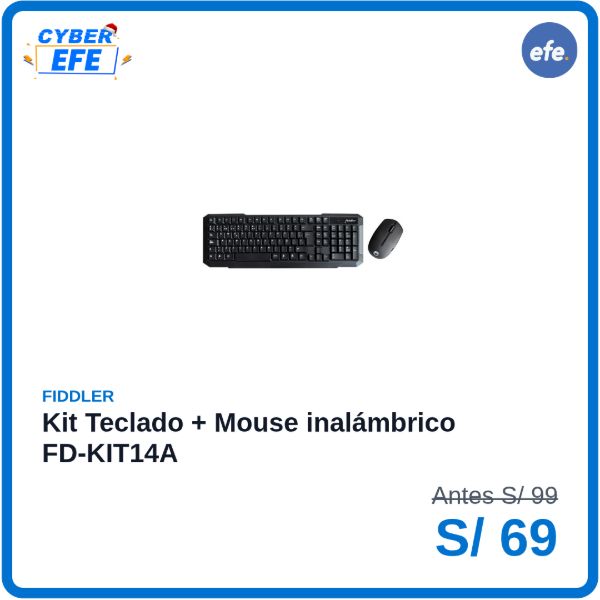 CYBER
EFE
efe.
FIDDLER
Kit Teclado + Mouse inalámbrico
FD-KIT14A
Antes S/ 99
S/ 69